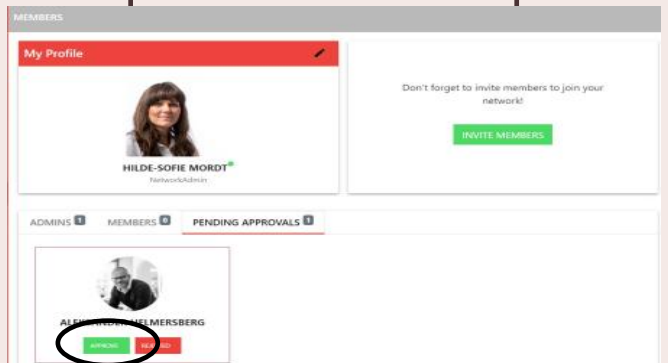 MEMBERS
My Profile
Don't forget to invite members to join your
network!
INVITE MEMBERS
HILDE-SOFIE MORDT
NetworkAdmin
ADMINS 1 MEMBERS 0 PENDING APPROVALS 1
HELMERSBERG
APPROVE